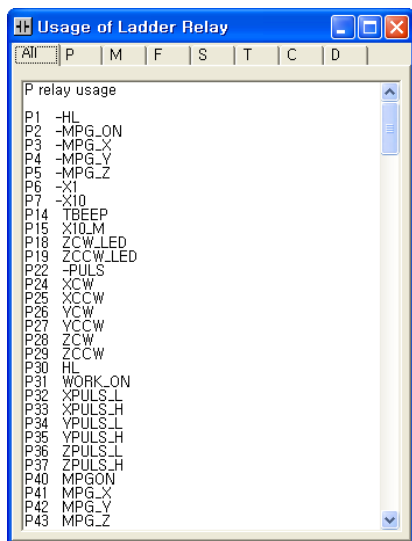 Usage of Ladder Relay
All P M F S T C D
P relay usage
P1 -HL
P2 -MPG_ON
P3 -MPG_X
P4 -MPG_Y
P5 -MPG_Z
P6 -X1
P7 -X10
P14 TBEEP
P15 X10_M
P18 ZCW_LED
P19 ZCCW_LED
P22 -PULS
P24 XCW
P25 XCCW
P26 YCW
P27 YCCW
P28 ZCW
P29 ZCCW
P30 HL
P31 WORK_ON
P32 XPULS_L
P33 XPULS_H
P34 YPULS_L
P35 YPULS_H
P36 ZPULS_L
P37 ZPULS_H
P40 MPGON
P41 MPG_X
P42 MPG_Y
P43 MPG_Z